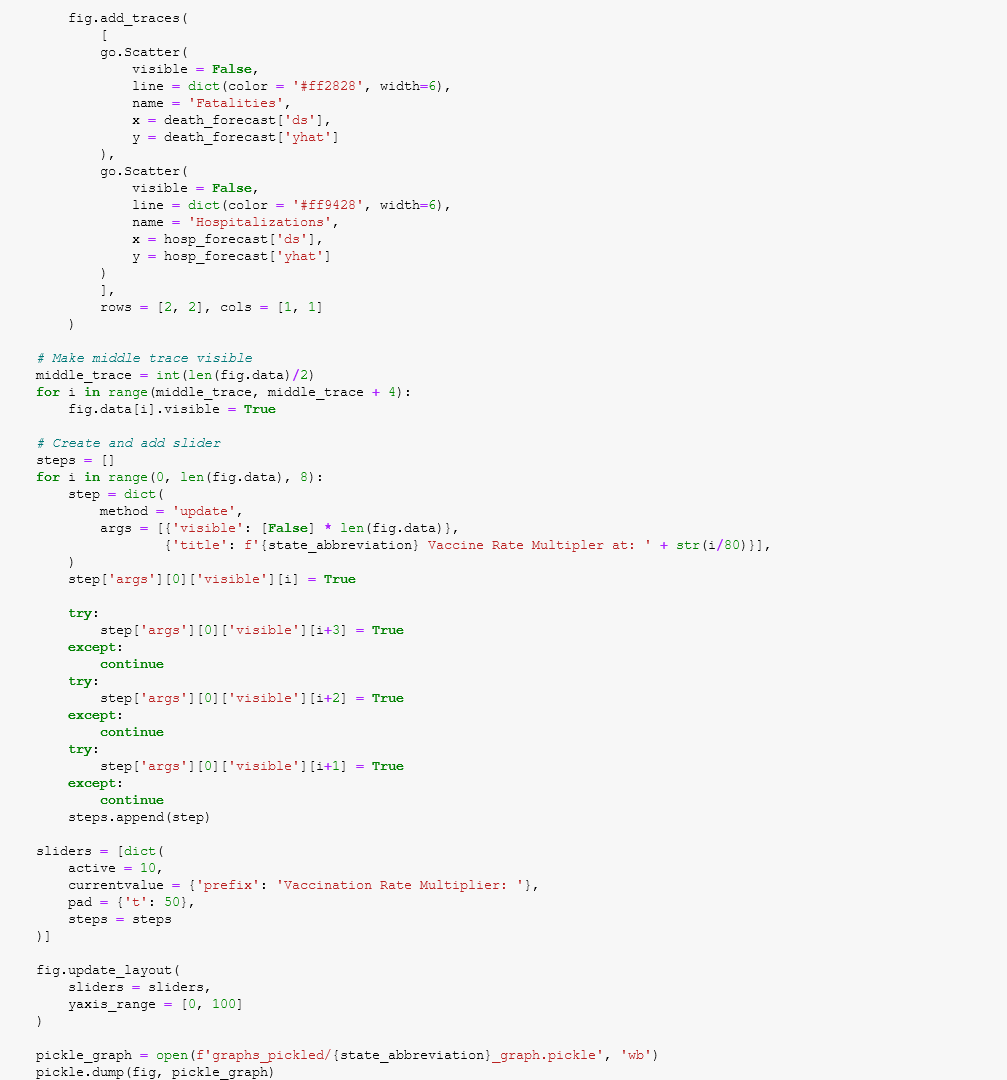 fig.add_traces(
[
go.Scatter(
visible = False,
line = dict(color = '#ff2828', width=6),
name = 'Fatalities',
x = death_forecast['ds'],
y = death_forecast['yhat']
),
go.Scatter(
visible = False,
line = dict(color = '#ff9428', width=6),
name = 'Hospitalizations',
x = hosp_forecast['ds'],
y = hosp_forecast['yhat']
)
],
rows = [2, 2], cols = [1, 1]
)
# Make middle trace visible
middle_trace = int(len(fig.data)/2)
for i in range(middle_trace, middle_trace + 4):
fig.data[i].visible = True
# Create and add slider
steps = []
for i in range(0, len(fig.data), 8):
step = dict(
method = 'update',
args = [{'visible': [False] * len(fig.data)},
{'title': f'{state_abbreviation} Vaccine Rate Multipler at: ' + str(i/80)}],
)
step['args'][0]['visible'][i] = True
try:
step['args'][0]['visible'][i+3] = True
except:
continue
try:
step['args'][0]['visible'][i+2] = True
except:
continue
try:
step['args'][0]['visible'][i+1] = True
except:
continue
steps.append(step)
sliders = [dict(
active = 10,
currentvalue = {'prefix': 'Vaccination Rate Multiplier: '},
pad = {'t': 50},
steps = steps
)]
fig.update_layout(
sliders = sliders,
yaxis_range = [0, 100]
)
pickle_graph = open(f'graphs_pickled/{state_abbreviation}_graph.pickle', 'wb')
pickle.dump(fig, pickle_graph)